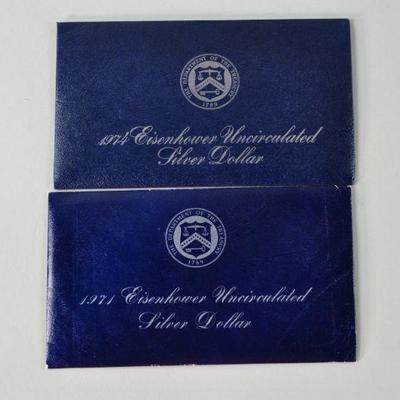 THE DEPARTMENT OF THE TREASURY
1789
1974 Eisenhower Uncirculated
Silver Dollar
THE DEPARTMENT OF THE TREASURY
1789
1971 Eisenhower Uncirculated
Silver Dollar